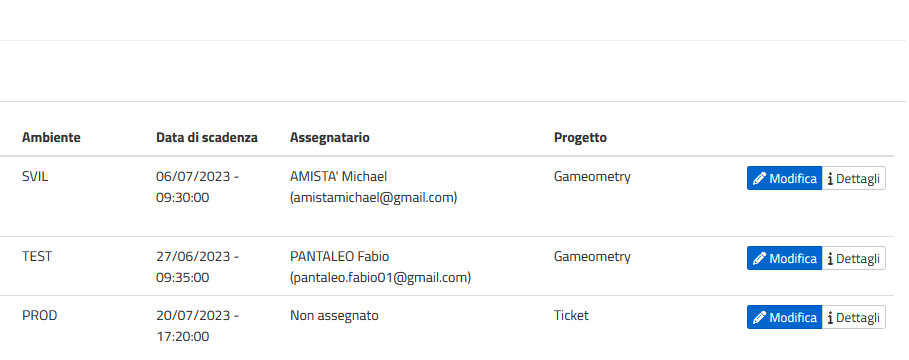 Ambiente Data di scadenza Assegnatario Progetto
SVIL 06/07/2023 - AMISTA' Michael Gameometry Modifica Dettagli
09:30:00 (amistamichael@gmail.com)
TEST 27/06/2023 - PANTALEO Fabio Gameometry Modifica Dettagli
09:35:00 (pantaleo.fabio01@gmail.com)
PROD 20/07/2023 - Non assegnato Ticket Modifica Dettagli
17:20:00